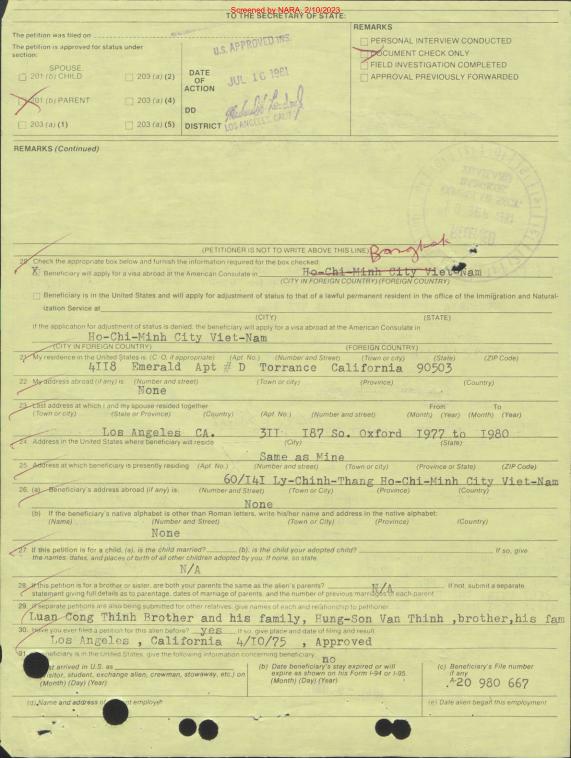 Screened by NARA, 2/10/2023
TO THE SECRETARY OF STATE:
The petition was filed on
The petition is approved for status under section:
SPOUSE
201 (b) CHILD
203 (a) (2)
201 (b) PARENT
203 (a) (4)
203 (a) (1)
203 (a) (5)
DATE OF ACTION
DD
DISTRICT
U.S. APPROVED INS.
JUL 16 1981
LOS ANGELES, CALIF
REMARKS
PERSONAL INTERVIEW CONDUCTED
DOCUMENT CHECK ONLY
FIELD INVESTIGATION COMPLETED
APPROVAL PREVIOUSLY FORWARDED
REMARKS (Continued)
RECEIVED
(PETITIONER IS NOT TO WRITE ABOVE THIS LINE)
Bangkok
20. Check the appropriate box below and furnish the information required for the box checked:
X Beneficiary will apply for a visa abroad at the American Consulate in Ho-Chi-Minh City Viet-Nam
(CITY IN FOREIGN COUNTRY) (FOREIGN COUNTRY)
Beneficiary is in the United States and will apply for adjustment of status to that of a lawful permanent resident in the office of the Immigration and Natural-
ization Service at
(CITY) (STATE)
If the application for adjustment of status is denied, the beneficiary will apply for a visa abroad at the American Consulate in
Ho-Chi-Minh City Viet-Nam
(CITY IN FOREIGN COUNTRY) (FOREIGN COUNTRY)
21. My residence in the United States is: (C/O, if appropriate) (Apt. No.) (Number and street) (Town or city) (State) (ZIP Code)
4II8 Emerald Apt # D Torrance California 90503
22. My address abroad (if any) is: (Number and street) (Town or city) (Province) (Country)
None
23. Last address at which I and my spouse resided together From To
(Town or city) (State or Province) (Country) (Apt. No.) (Number and street) (Month) (Year) (Month) (Year)
Los Angeles CA. 3II I87 So. Oxford I977 to I980
24. Address in the United States where beneficiary will reside (City) (State)
Same as Mine
25. Address at which beneficiary is presently residing (Apt. No.) (Number and street) (Town or city) (Province or State) (ZIP Code)
60/I4I Ly-Chinh-Thang Ho-Chi-Minh City Viet-Nam
26. (a) Beneficiary's address abroad (if any) is: (Number and Street) (Town or City) (Province) (Country)
None
(b) If the beneficiary's native alphabet is other than Roman letters, write his/her name and address in the native alphabet:
(Name) (Number and Street) (Town or City) (Province) (Country)
None
27. If this petition is for a child, (a). is the child married? (b). is the child your adopted child? If so, give
the names, dates, and places of birth of all other children adopted by you. If none, so state.
N/A
28. If this petition is for a brother or sister, are both your parents the same as the alien's parents? N/A If not, submit a separate
statement giving full details as to parentage, dates of marriages of parents, and the number of previous marriages of each parent.
29. If separate petitions are also being submitted for other relatives, give names of each and relationship to petitioner.
Luan Cong Thinh Brother and his family, Hung-Son Van Thinh ,brother,his fam
30. Have you ever filed a petition for this alien before? yes If so, give place and date of filing and result.
Los Angeles , California 4/10/75 , Approved
31. If beneficiary is in the United States, give the following information concerning beneficiary:
no
arrived in U.S. as
visitor, student, exchange alien, crewman, stowaway, etc.) on
(Month) (Day) (Year)
(b) Date beneficiary's stay expired or will
expire as shown on his Form I-94 or I-95.
(Month) (Day) (Year)
(c) Beneficiary's File number
if any
A-20 980 667
(d) Name and address of present employer
(e) Date alien began this employment